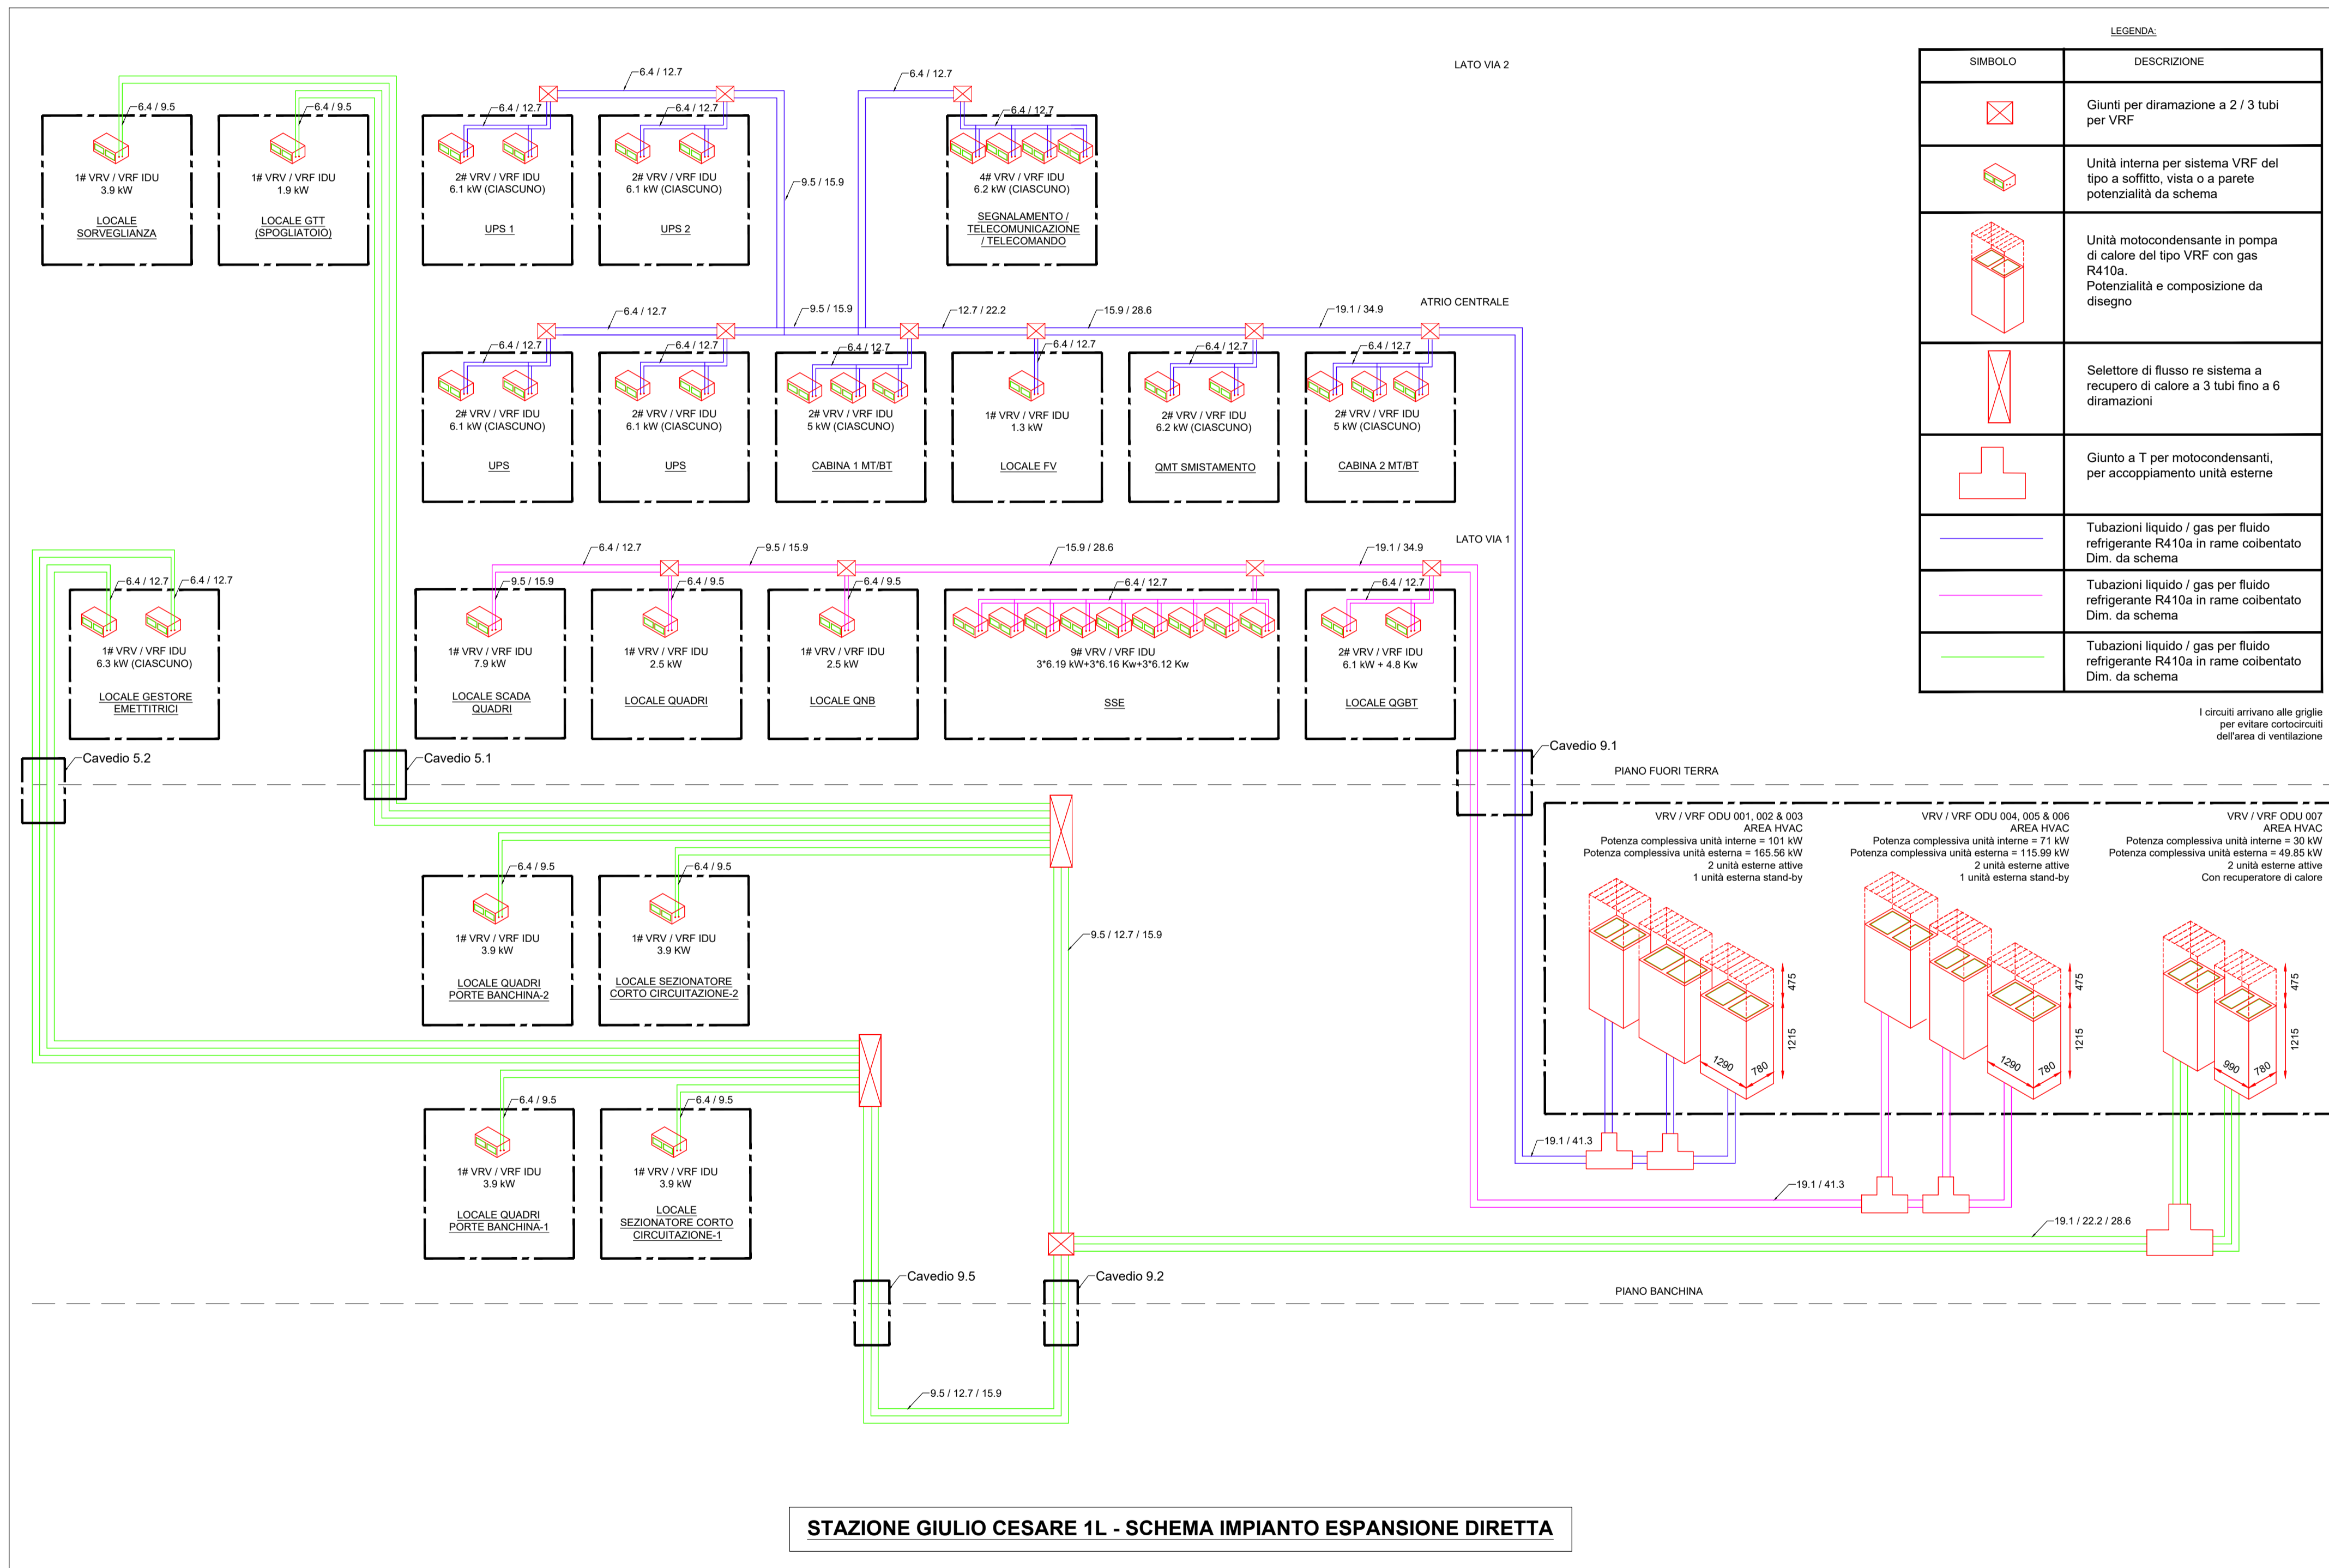 LEGENDA:
SIMBOLO
DESCRIZIONE
Giunti per diramazione a 2 / 3 tubi
per VRF
Unità interna per sistema VRF del
tipo a soffitto, vista o a parete
potenzialità da schema
Unità motocondensante in pompa
di calore del tipo VRF con gas
R410a.
Potenzialità e composizione da
disegno
Selettore di flusso re sistema a
recupero di calore a 3 tubi fino a 6
diramazioni
Giunto a T per motocondensanti,
per accoppiamento unità esterne
Tubazioni liquido / gas per fluido
refrigerante R410a in rame coibentato
Dim. da schema
Tubazioni liquido / gas per fluido
refrigerante R410a in rame coibentato
Dim. da schema
Tubazioni liquido / gas per fluido
refrigerante R410a in rame coibentato
Dim. da schema
I circuiti arrivano alle griglie
per evitare cortocircuiti
dell'area di ventilazione
LATO VIA 2
6.4 / 9.5
1# VRV / VRF IDU
3.9 kW
LOCALE
SORVEGLIANZA
6.4 / 9.5
1# VRV / VRF IDU
1.9 kW
LOCALE GTT
(SPOGLIATOIO)
6.4 / 12.7
6.4 / 12.7
2# VRV / VRF IDU
6.1 kW (CIASCUNO)
UPS 1
6.4 / 12.7
2# VRV / VRF IDU
6.1 kW (CIASCUNO)
UPS 2
9.5 / 15.9
6.4 / 12.7
6.4 / 12.7
4# VRV / VRF IDU
6.2 kW (CIASCUNO)
SEGNALAMENTO /
TELECOMUNICAZIONE
/ TELECOMANDO
ATRIO CENTRALE
6.4 / 12.7
9.5 / 15.9
12.7 / 22.2
15.9 / 28.6
19.1 / 34.9
6.4 / 12.7
2# VRV / VRF IDU
6.1 kW (CIASCUNO)
UPS
6.4 / 12.7
2# VRV / VRF IDU
6.1 kW (CIASCUNO)
UPS
6.4 / 12.7
2# VRV / VRF IDU
5 kW (CIASCUNO)
CABINA 1 MT/BT
6.4 / 12.7
1# VRV / VRF IDU
1.3 kW
LOCALE FV
6.4 / 12.7
2# VRV / VRF IDU
6.2 kW (CIASCUNO)
QMT SMISTAMENTO
6.4 / 12.7
2# VRV / VRF IDU
5 kW (CIASCUNO)
CABINA 2 MT/BT
LATO VIA 1
6.4 / 12.7
9.5 / 15.9
15.9 / 28.6
19.1 / 34.9
6.4 / 12.7
6.4 / 12.7
1# VRV / VRF IDU
6.3 kW (CIASCUNO)
LOCALE GESTORE
EMETTITRICI
9.5 / 15.9
1# VRV / VRF IDU
7.9 kW
LOCALE SCADA
QUADRI
6.4 / 9.5
1# VRV / VRF IDU
2.5 kW
LOCALE QUADRI
6.4 / 9.5
1# VRV / VRF IDU
2.5 kW
LOCALE QNB
6.4 / 12.7
9# VRV / VRF IDU
3*6.19 kW+3*6.16 Kw+3*6.12 Kw
SSE
6.4 / 12.7
2# VRV / VRF IDU
6.1 kW + 4.8 Kw
LOCALE QGBT
Cavedio 5.2
Cavedio 5.1
Cavedio 9.1
PIANO FUORI TERRA
VRV / VRF ODU 001, 002 & 003
AREA HVAC
Potenza complessiva unità interne = 101 kW
Potenza complessiva unità esterna = 165.56 kW
2 unità esterne attive
1 unità esterna stand-by
475
1215
1290
780
VRV / VRF ODU 004, 005 & 006
AREA HVAC
Potenza complessiva unità interne = 71 kW
Potenza complessiva unità esterna = 115.99 kW
2 unità esterne attive
1 unità esterna stand-by
475
1215
1290
780
VRV / VRF ODU 007
AREA HVAC
Potenza complessiva unità interne = 30 kW
Potenza complessiva unità esterna = 49.85 kW
2 unità esterne attive
Con recuperatore di calore
475
1215
990
780
6.4 / 9.5
1# VRV / VRF IDU
3.9 kW
LOCALE QUADRI
PORTE BANCHINA-2
6.4 / 9.5
1# VRV / VRF IDU
3.9 KW
LOCALE SEZIONATORE
CORTO CIRCUITAZIONE-2
9.5 / 12.7 / 15.9
6.4 / 9.5
1# VRV / VRF IDU
3.9 kW
LOCALE QUADRI
PORTE BANCHINA-1
6.4 / 9.5
1# VRV / VRF IDU
3.9 kW
LOCALE
SEZIONATORE CORTO
CIRCUITAZIONE-1
19.1 / 41.3
19.1 / 41.3
19.1 / 22.2 / 28.6
Cavedio 9.5
Cavedio 9.2
PIANO BANCHINA
9.5 / 12.7 / 15.9
STAZIONE GIULIO CESARE 1L - SCHEMA IMPIANTO ESPANSIONE DIRETTA